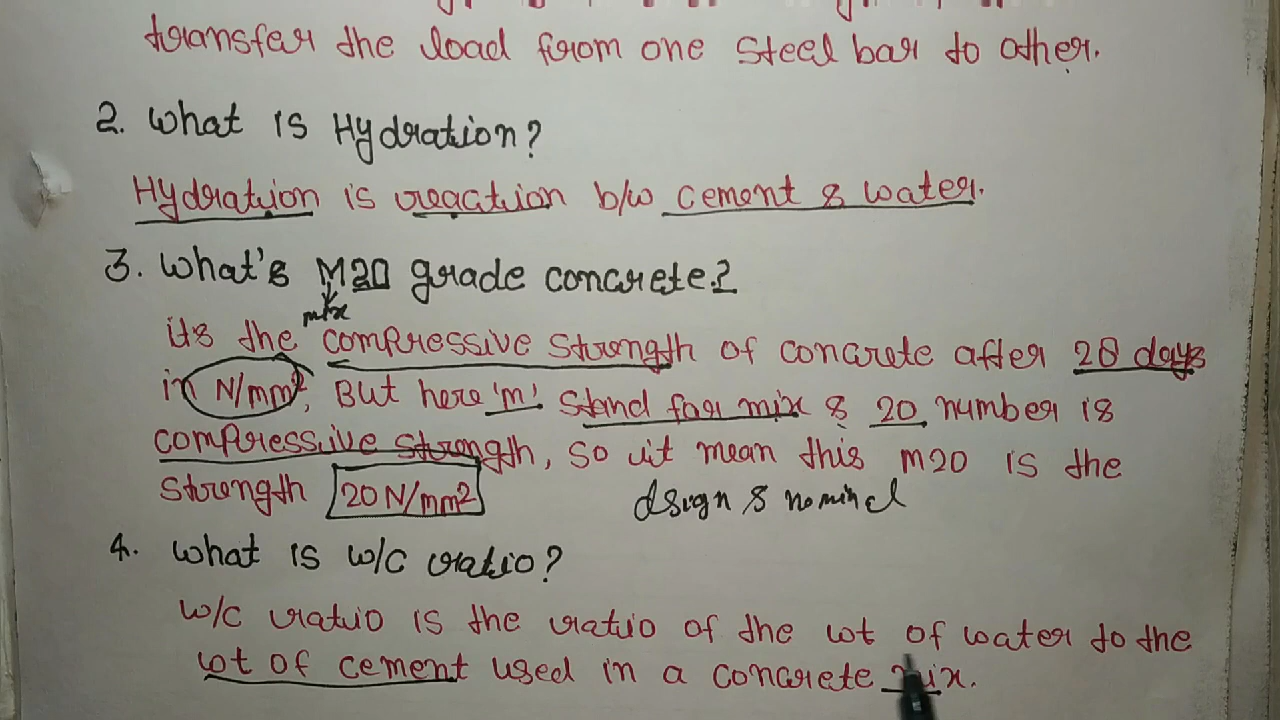 transfer the load from one steel bar to other.
2. What is Hydration?
Hydration is reaction b/w cement & water.
3. What's M20 grade concrete?
mix
its the compressive strength of concrete after 28 days
in N/mm², But here 'm' stand for mix & 20 number is
compressive strength, so it mean this M20 is the
strength 20N/mm²
dsign & nominal
4. What is W/C ratio?
W/C ratio is the ratio of the wt of water to the
wt of cement used in a concrete mix.